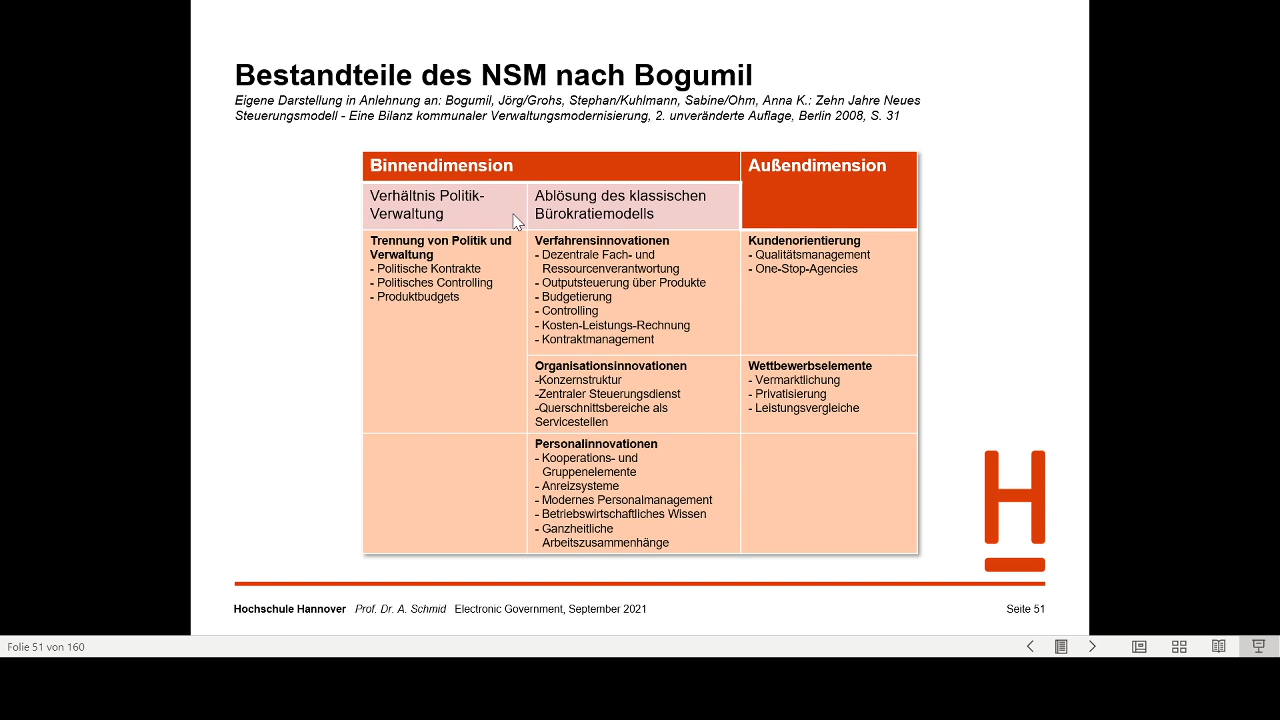 Bestandteile des NSM nach Bogumil
Eigene Darstellung in Anlehnung an: Bogumil, Jörg/Grohs, Stephan/Kuhlmann, Sabine/Ohm, Anna K.: Zehn Jahre Neues
Steuerungsmodell - Eine Bilanz kommunaler Verwaltungsmodernisierung, 2. unveränderte Auflage, Berlin 2008, S. 31
Binnendimension
Außendimension
Verhältnis Politik-
Verwaltung
Ablösung des klassischen
Bürokratiemodells
Trennung von Politik und
Verwaltung
- Politische Kontrakte
- Politisches Controlling
- Produktbudgets
Verfahrensinnovationen
- Dezentrale Fach- und
Ressourcenverantwortung
- Outputsteuerung über Produkte
- Budgetierung
- Controlling
- Kosten-Leistungs-Rechnung
- Kontraktmanagement
Kundenorientierung
- Qualitätsmanagement
- One-Stop-Agencies
Organisationsinnovationen
-Konzernstruktur
-Zentraler Steuerungsdienst
-Querschnittsbereiche als
Servicestellen
Wettbewerbselemente
- Vermarktlichung
- Privatisierung
- Leistungsvergleiche
Personalinnovationen
- Kooperations- und
Gruppenelemente
- Anreizsysteme
- Modernes Personalmanagement
- Betriebswirtschaftliches Wissen
- Ganzheitliche
Arbeitszusammenhänge
H
Hochschule Hannover Prof. Dr. A. Schmid Electronic Government, September 2021
Seite 51
Folie 51 von 160